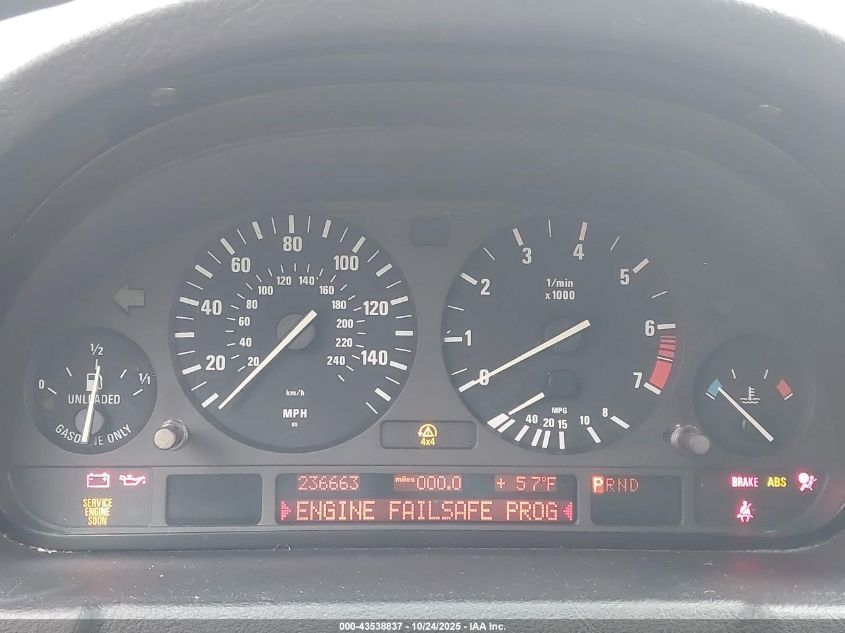 20
40
60
80
100
120
140
20
40
60
80
100
120
140
160
180
200
220
240
km/h
MPH
0
1/2
1/1
UNLEADED
GASOLINE ONLY
0
1
2
3
4
5
6
7
1/min
x1000
MPG
40
30
20
15
10
8
4x4
SERVICE
ENGINE
SOON
236663 miles 000.0 + 57°F
ENGINE FAILSAFE PROG
PRND
BRAKE ABS
000-43538837 - 10/24/2025 - IAA Inc.